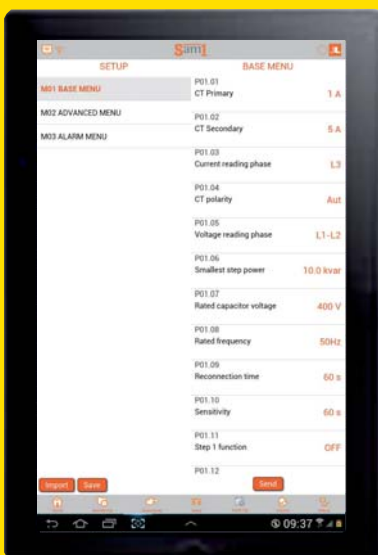 Sam1
SETUP
BASE MENU
M01 BASE MENU
M02 ADVANCED MENU
M03 ALARM MENU
P01.01
CT Primary
1 A
P01.02
CT Secondary
5 A
P01.03
Current reading phase
L3
P01.04
CT polarity
Aut
P01.05
Voltage reading phase
L1-L2
P01.06
Smallest step power
10.0 kvar
P01.07
Rated capacitor voltage
400 V
P01.08
Rated frequency
50Hz
P01.09
Reconnection time
60 s
P01.10
Sensitivity
60 s
P01.11
Step 1 function
OFF
P01.12
Import
Save
Send
09:37